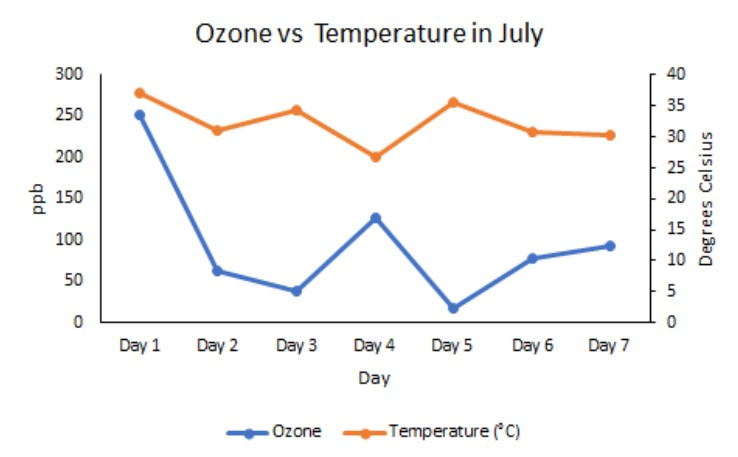 Ozone vs Temperature in July
300
250
200
150
100
50
0
ppb
40
35
30
25
20
15
10
5
0
Degrees Celsius
Day 1 Day 2 Day 3 Day 4 Day 5 Day 6 Day 7
Day
Ozone Temperature (°C)